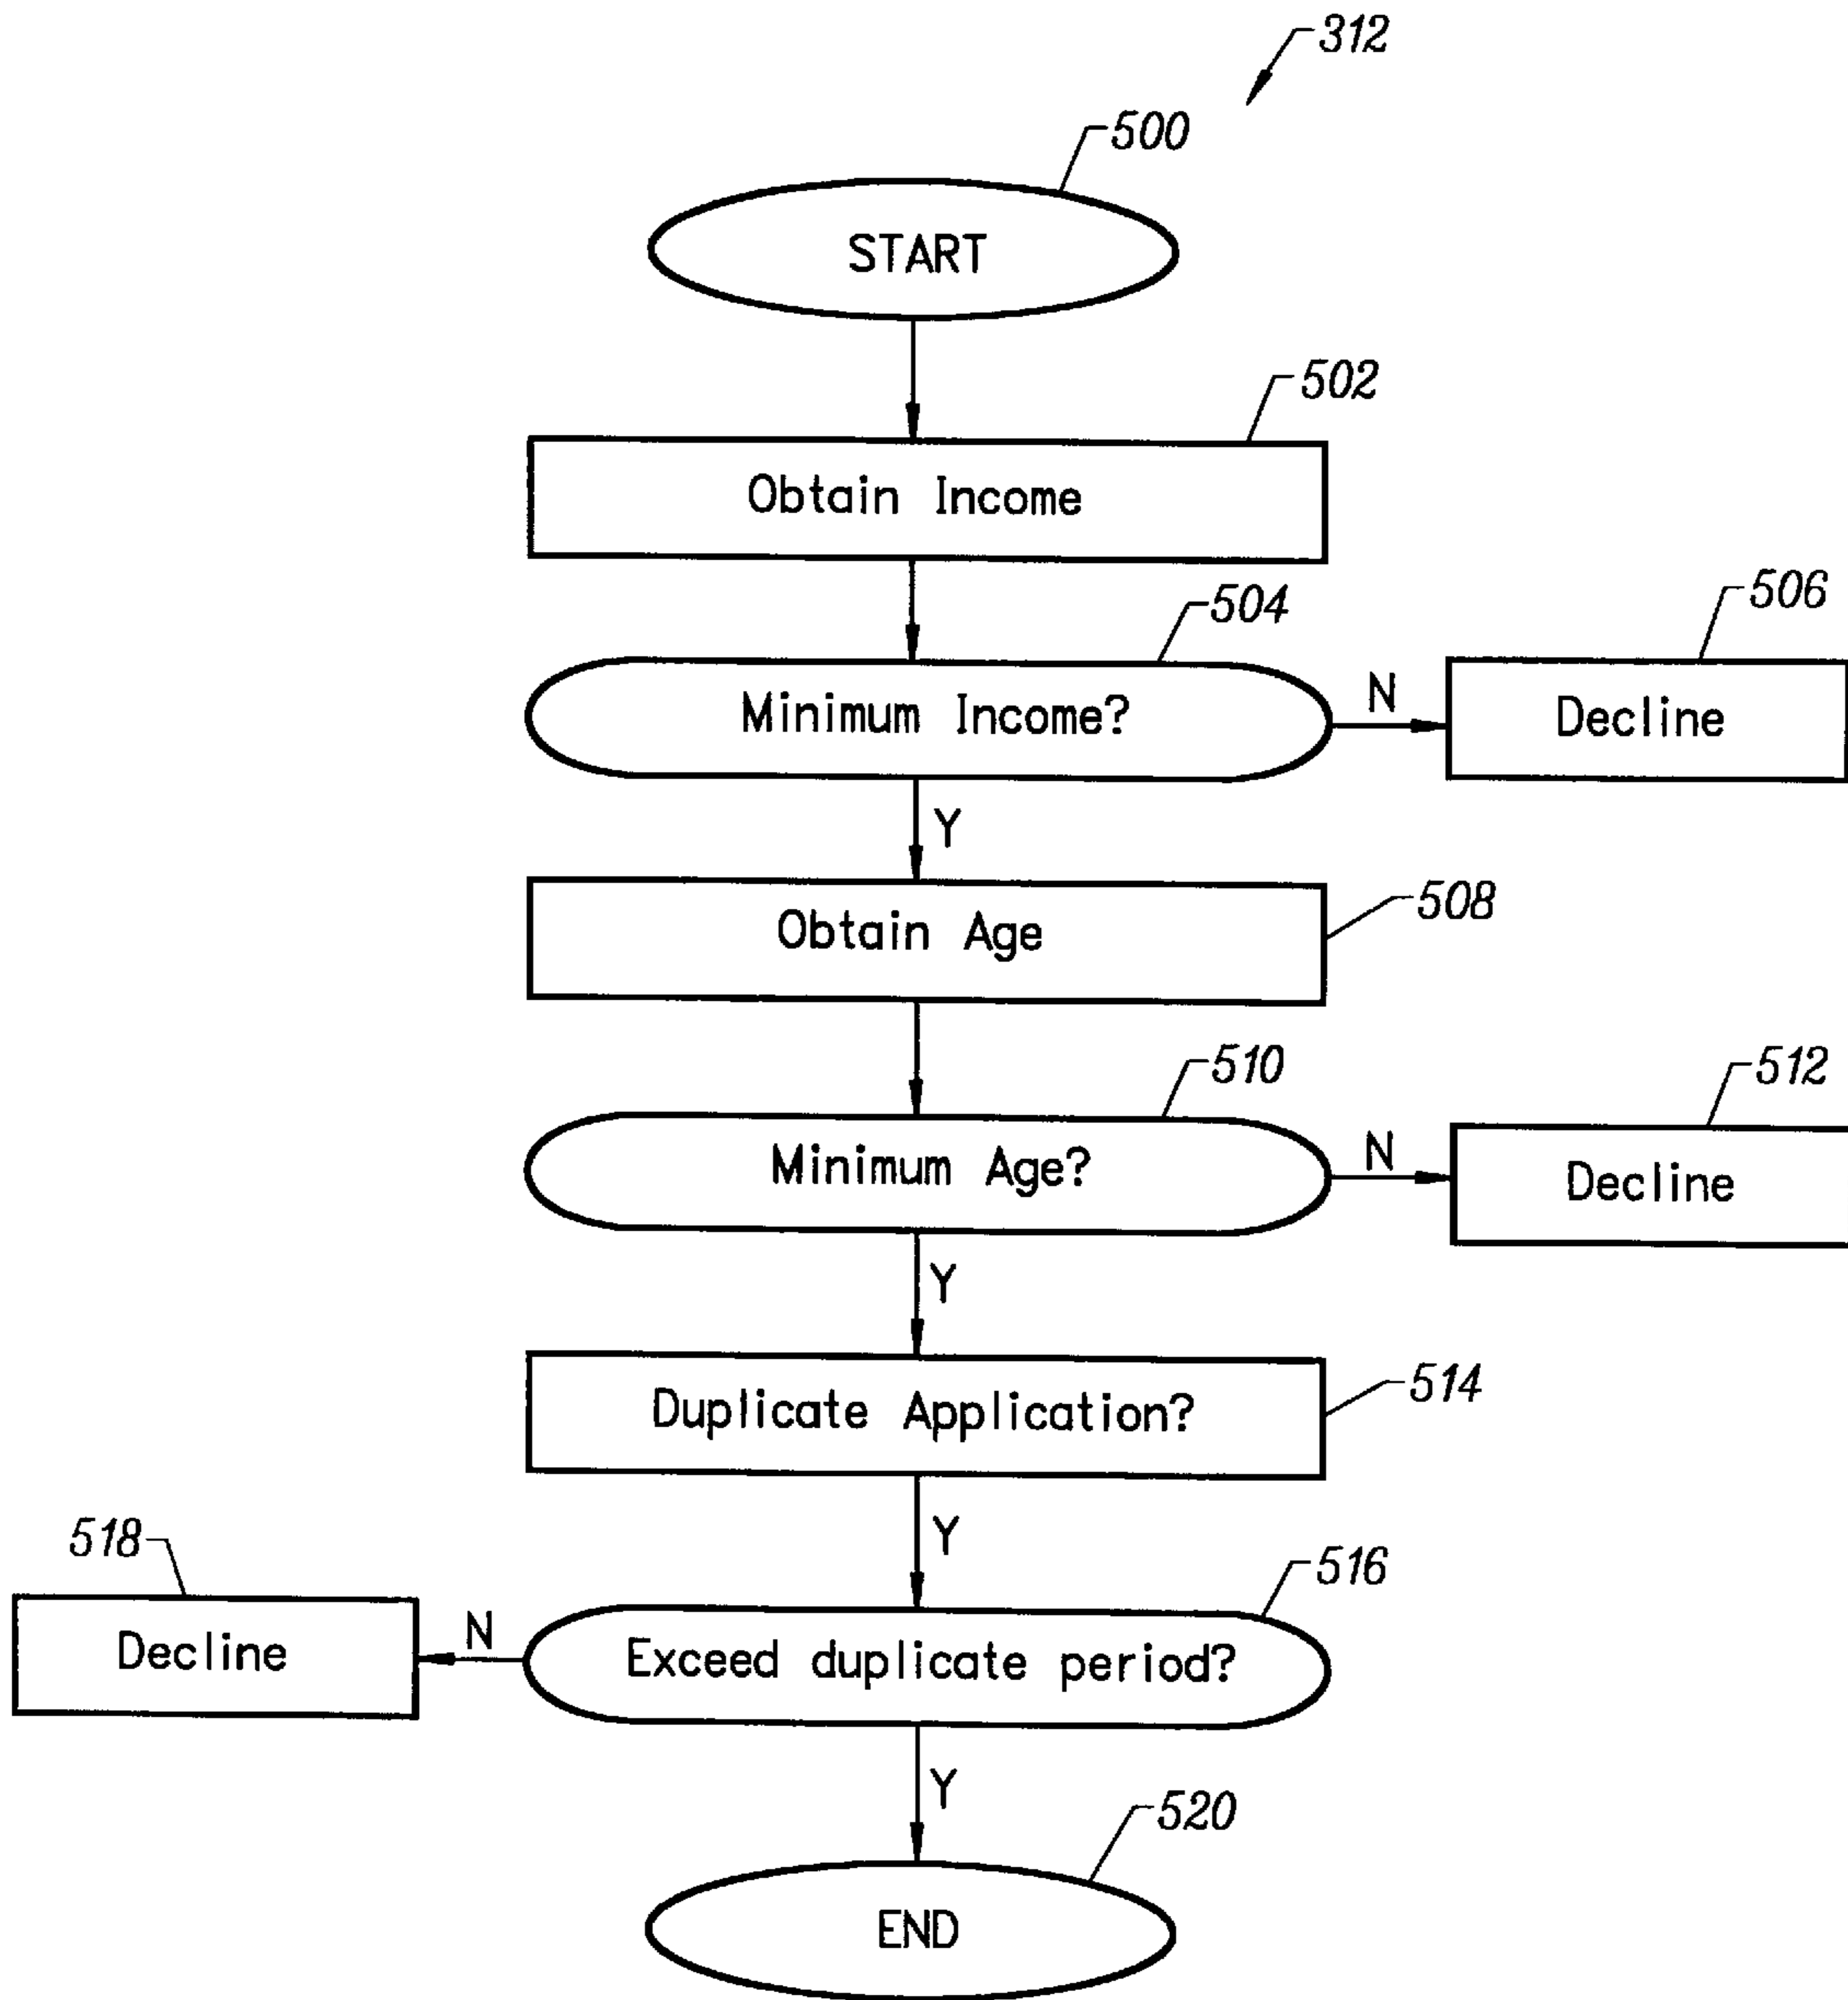 312
500
START
502
Obtain Income
504
506
Minimum Income?
N
Decline
Y
508
Obtain Age
510
512
Minimum Age?
N
Decline
Y
514
Duplicate Application?
Y
518
516
Decline
N
Exceed duplicate period?
Y
520
END